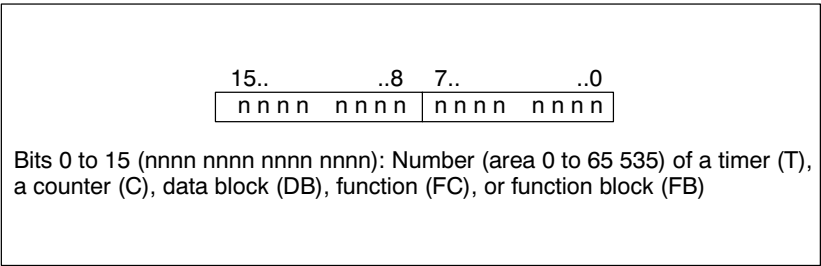 15.. ..8 7.. ..0
n n n n n n n n n n n n n n n n
Bits 0 to 15 (nnnn nnnn nnnn nnnn): Number (area 0 to 65 535) of a timer (T),
a counter (C), data block (DB), function (FC), or function block (FB)